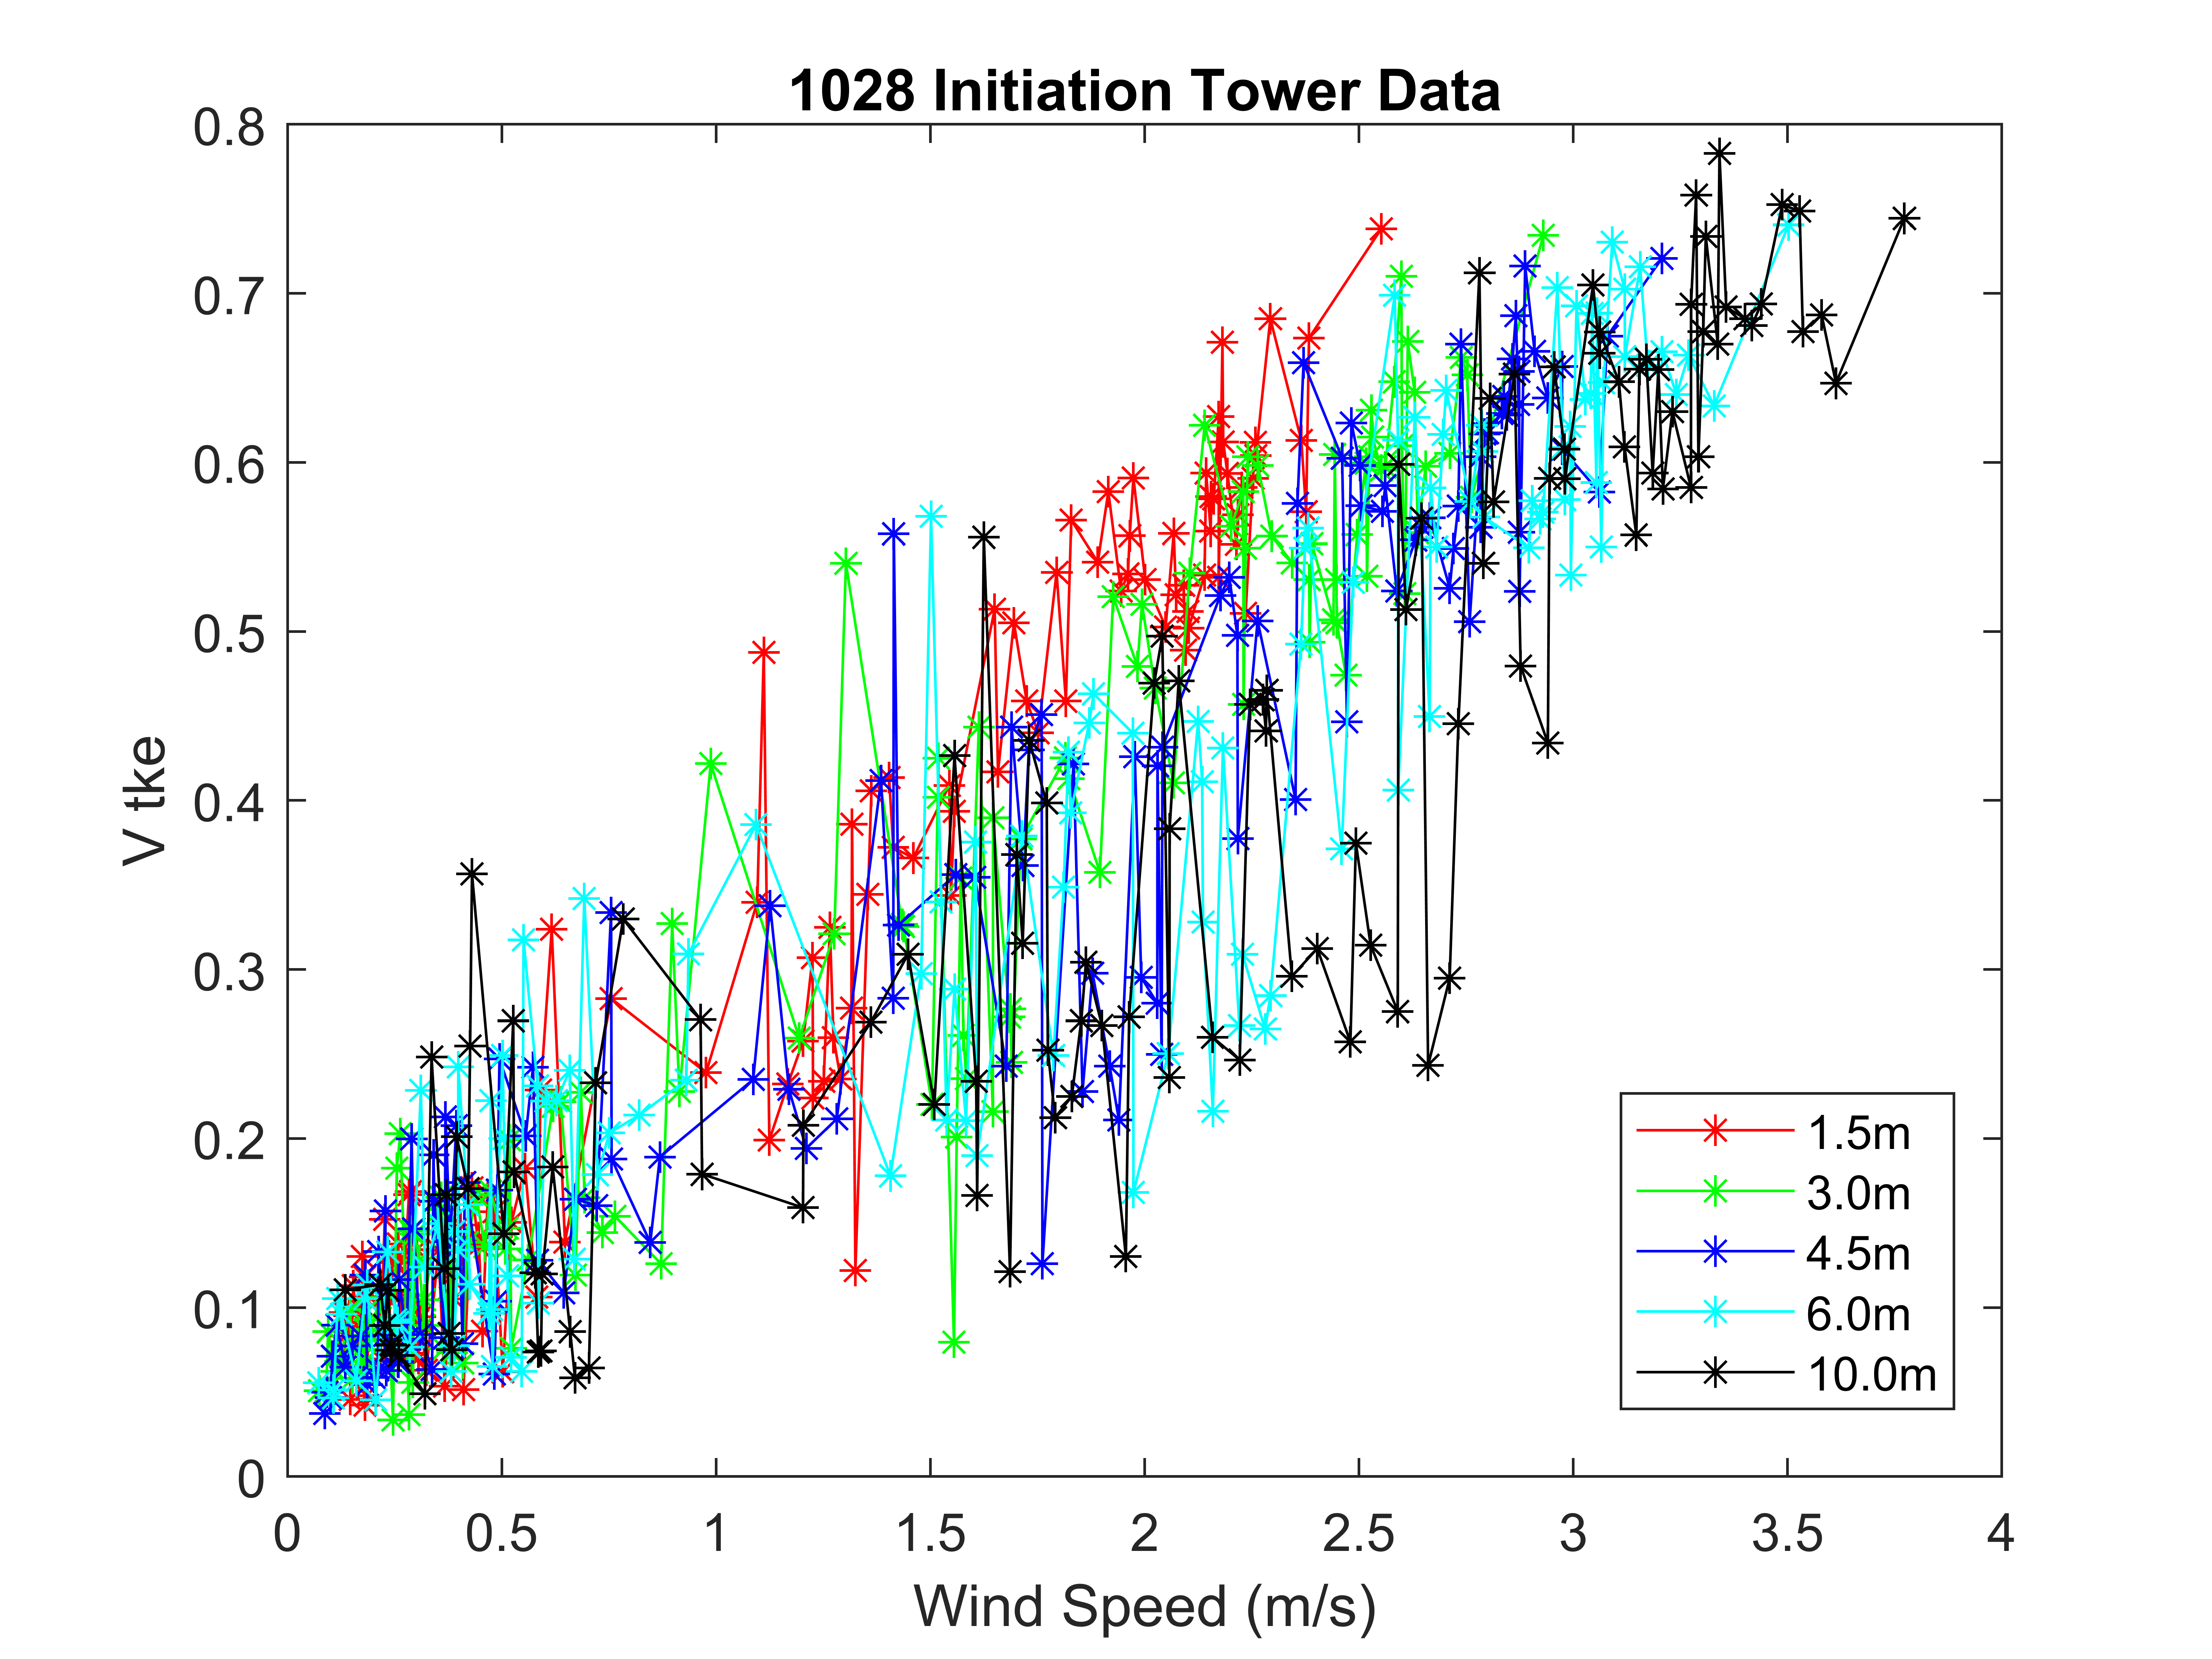 1028 Initiation Tower Data
0.8
0.7
0.6
0.5
0.4
0.3
0.2
0.1
0
V tke
0 0.5 1 1.5 2 2.5 3 3.5 4
Wind Speed (m/s)
1.5m
3.0m
4.5m
6.0m
10.0m